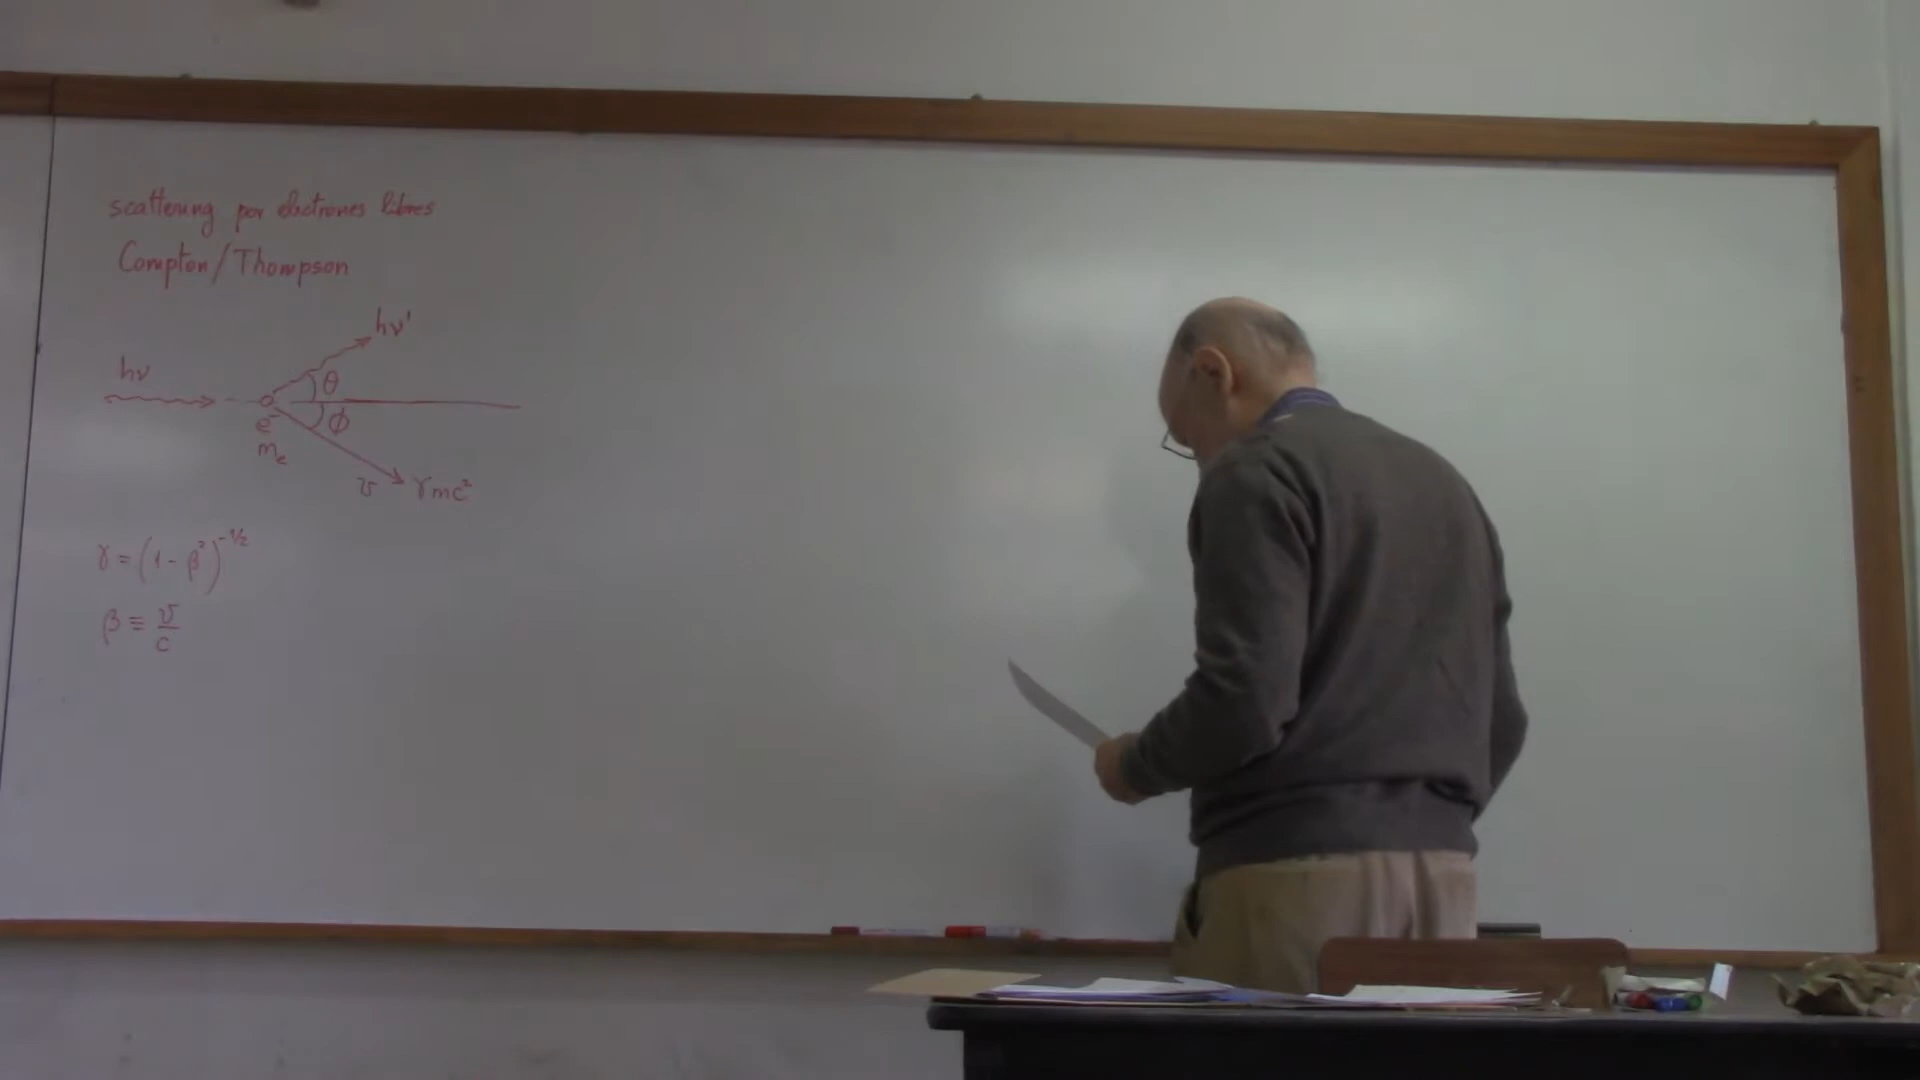 scattering por electrones libres
Compton/Thompson
hν'
hν
θ
ϕ
e⁻
mₑ
v γmc²
γ = (1 - β²)^-1/2
β ≡ v/c